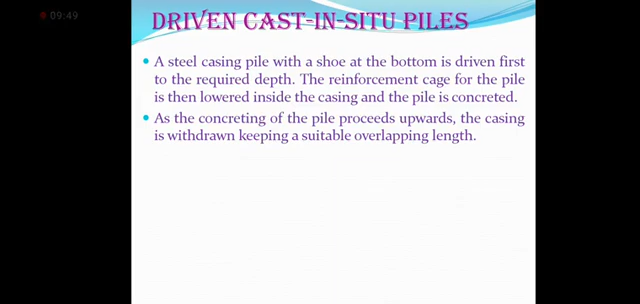 09:49
DRIVEN CAST-IN-SITU PILES
• A steel casing pile with a shoe at the bottom is driven first
to the required depth. The reinforcement cage for the pile
is then lowered inside the casing and the pile is concreted.
• As the concreting of the pile proceeds upwards, the casing
is withdrawn keeping a suitable overlapping length.